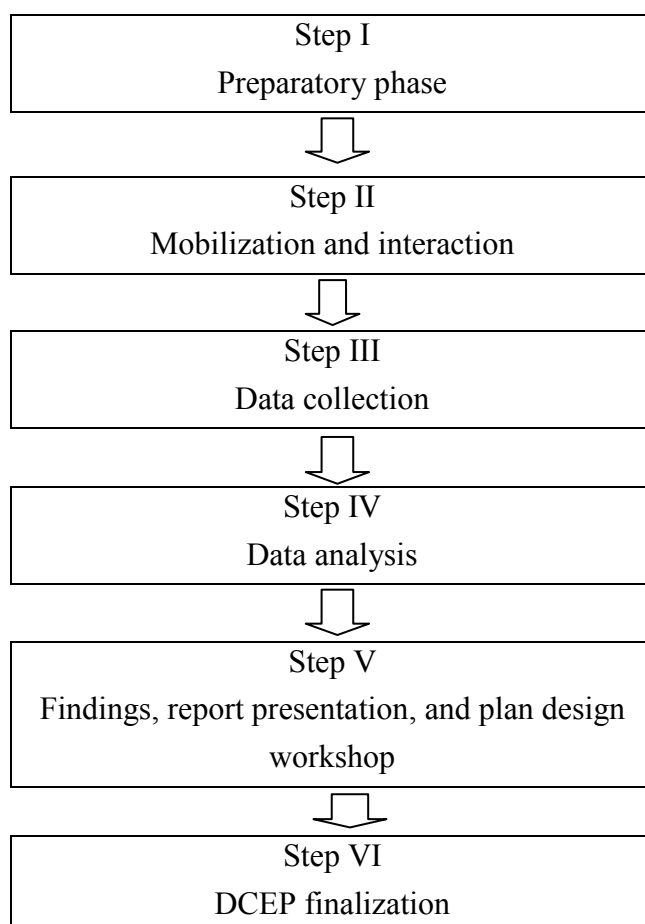 Step I
Preparatory phase
Step II
Mobilization and interaction
Step III
Data collection
Step IV
Data analysis
Step V
Findings, report presentation, and plan design
workshop
Step VI
DCEP finalization